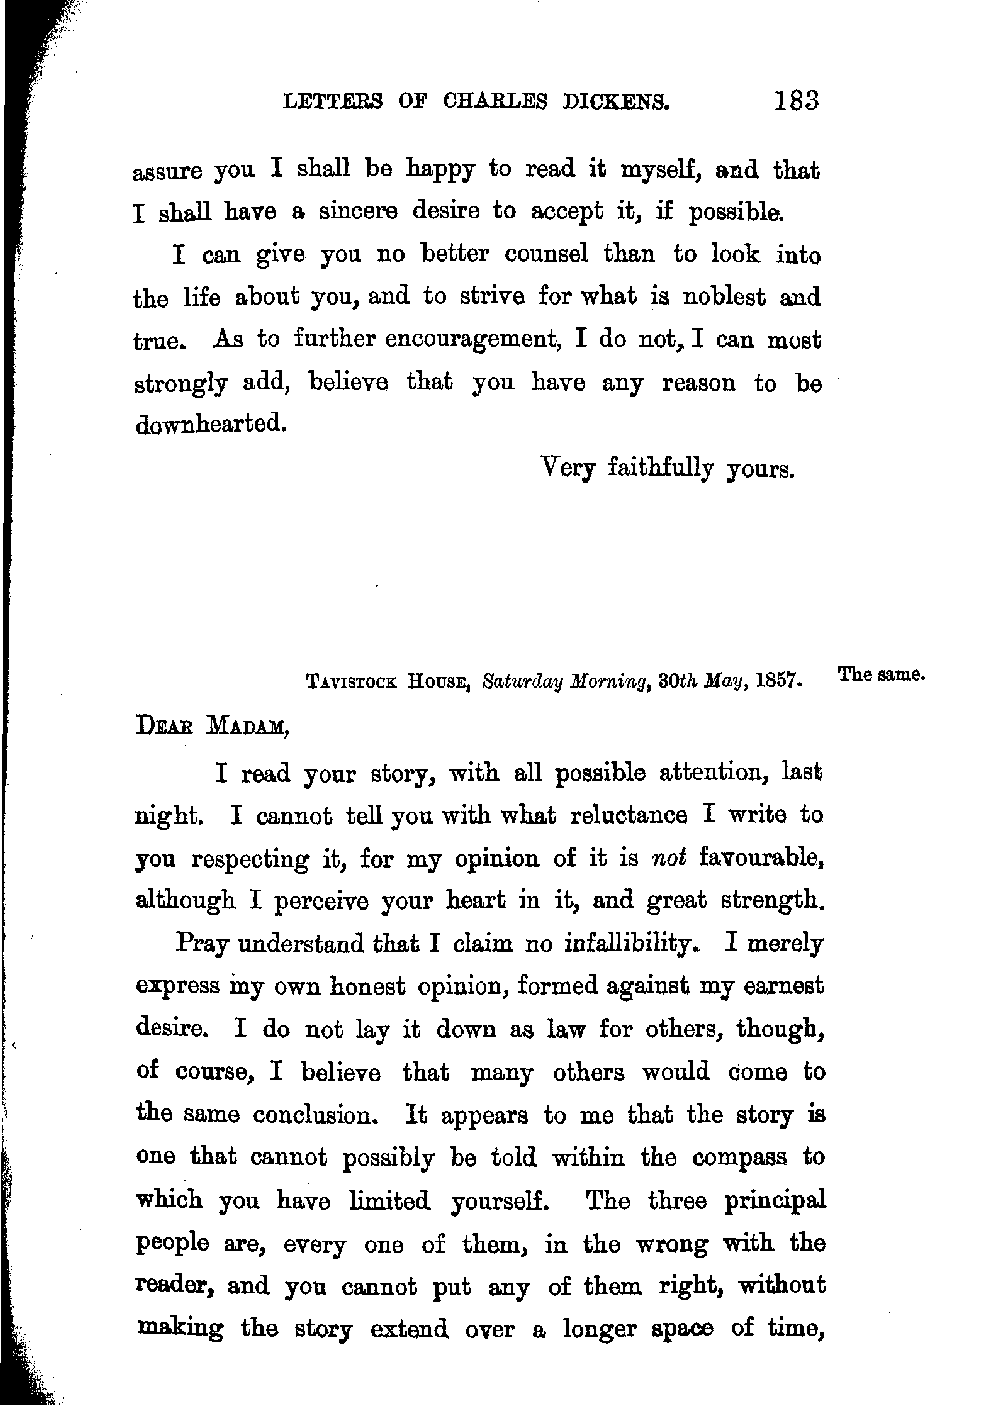 LETTERS OF CHARLES DICKENS. 183
assure you I shall be happy to read it myself, and that
I shall have a sincere desire to accept it, if possible.
I can give you no better counsel than to look into
the life about you, and to strive for what is noblest and
true. As to further encouragement, I do not, I can most
strongly add, believe that you have any reason to be
downhearted.
Very faithfully yours.
TAVISTOCK HOUSE, Saturday Morning, 30th May, 1857. The same.
DEAR MADAM,
I read your story, with all possible attention, last
night. I cannot tell you with what reluctance I write to
you respecting it, for my opinion of it is not favourable,
although I perceive your heart in it, and great strength.
Pray understand that I claim no infallibility. I merely
express my own honest opinion, formed against my earnest
desire. I do not lay it down as law for others, though,
of course, I believe that many others would come to
the same conclusion. It appears to me that the story is
one that cannot possibly be told within the compass to
which you have limited yourself. The three principal
people are, every one of them, in the wrong with the
reader, and you cannot put any of them right, without
making the story extend over a longer space of time,